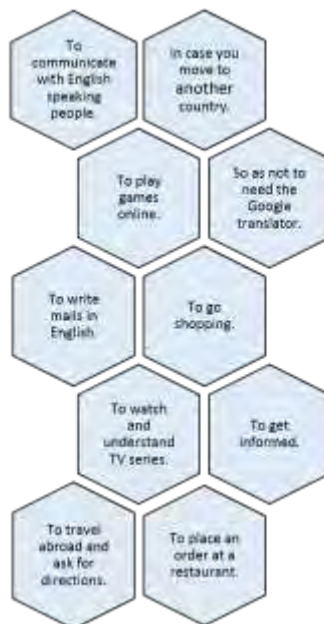 To
communicate
with English
speaking
people.
In case you
move to
another
country.
To play
games
online.
So as not to
need the
Google
translator.
To write
mails in
English
To go
shopping.
To watch
and
understand
TV series.
To get
informed.
To travel
abroad and
ask for
directions.
To place an
order at a
restaurant.